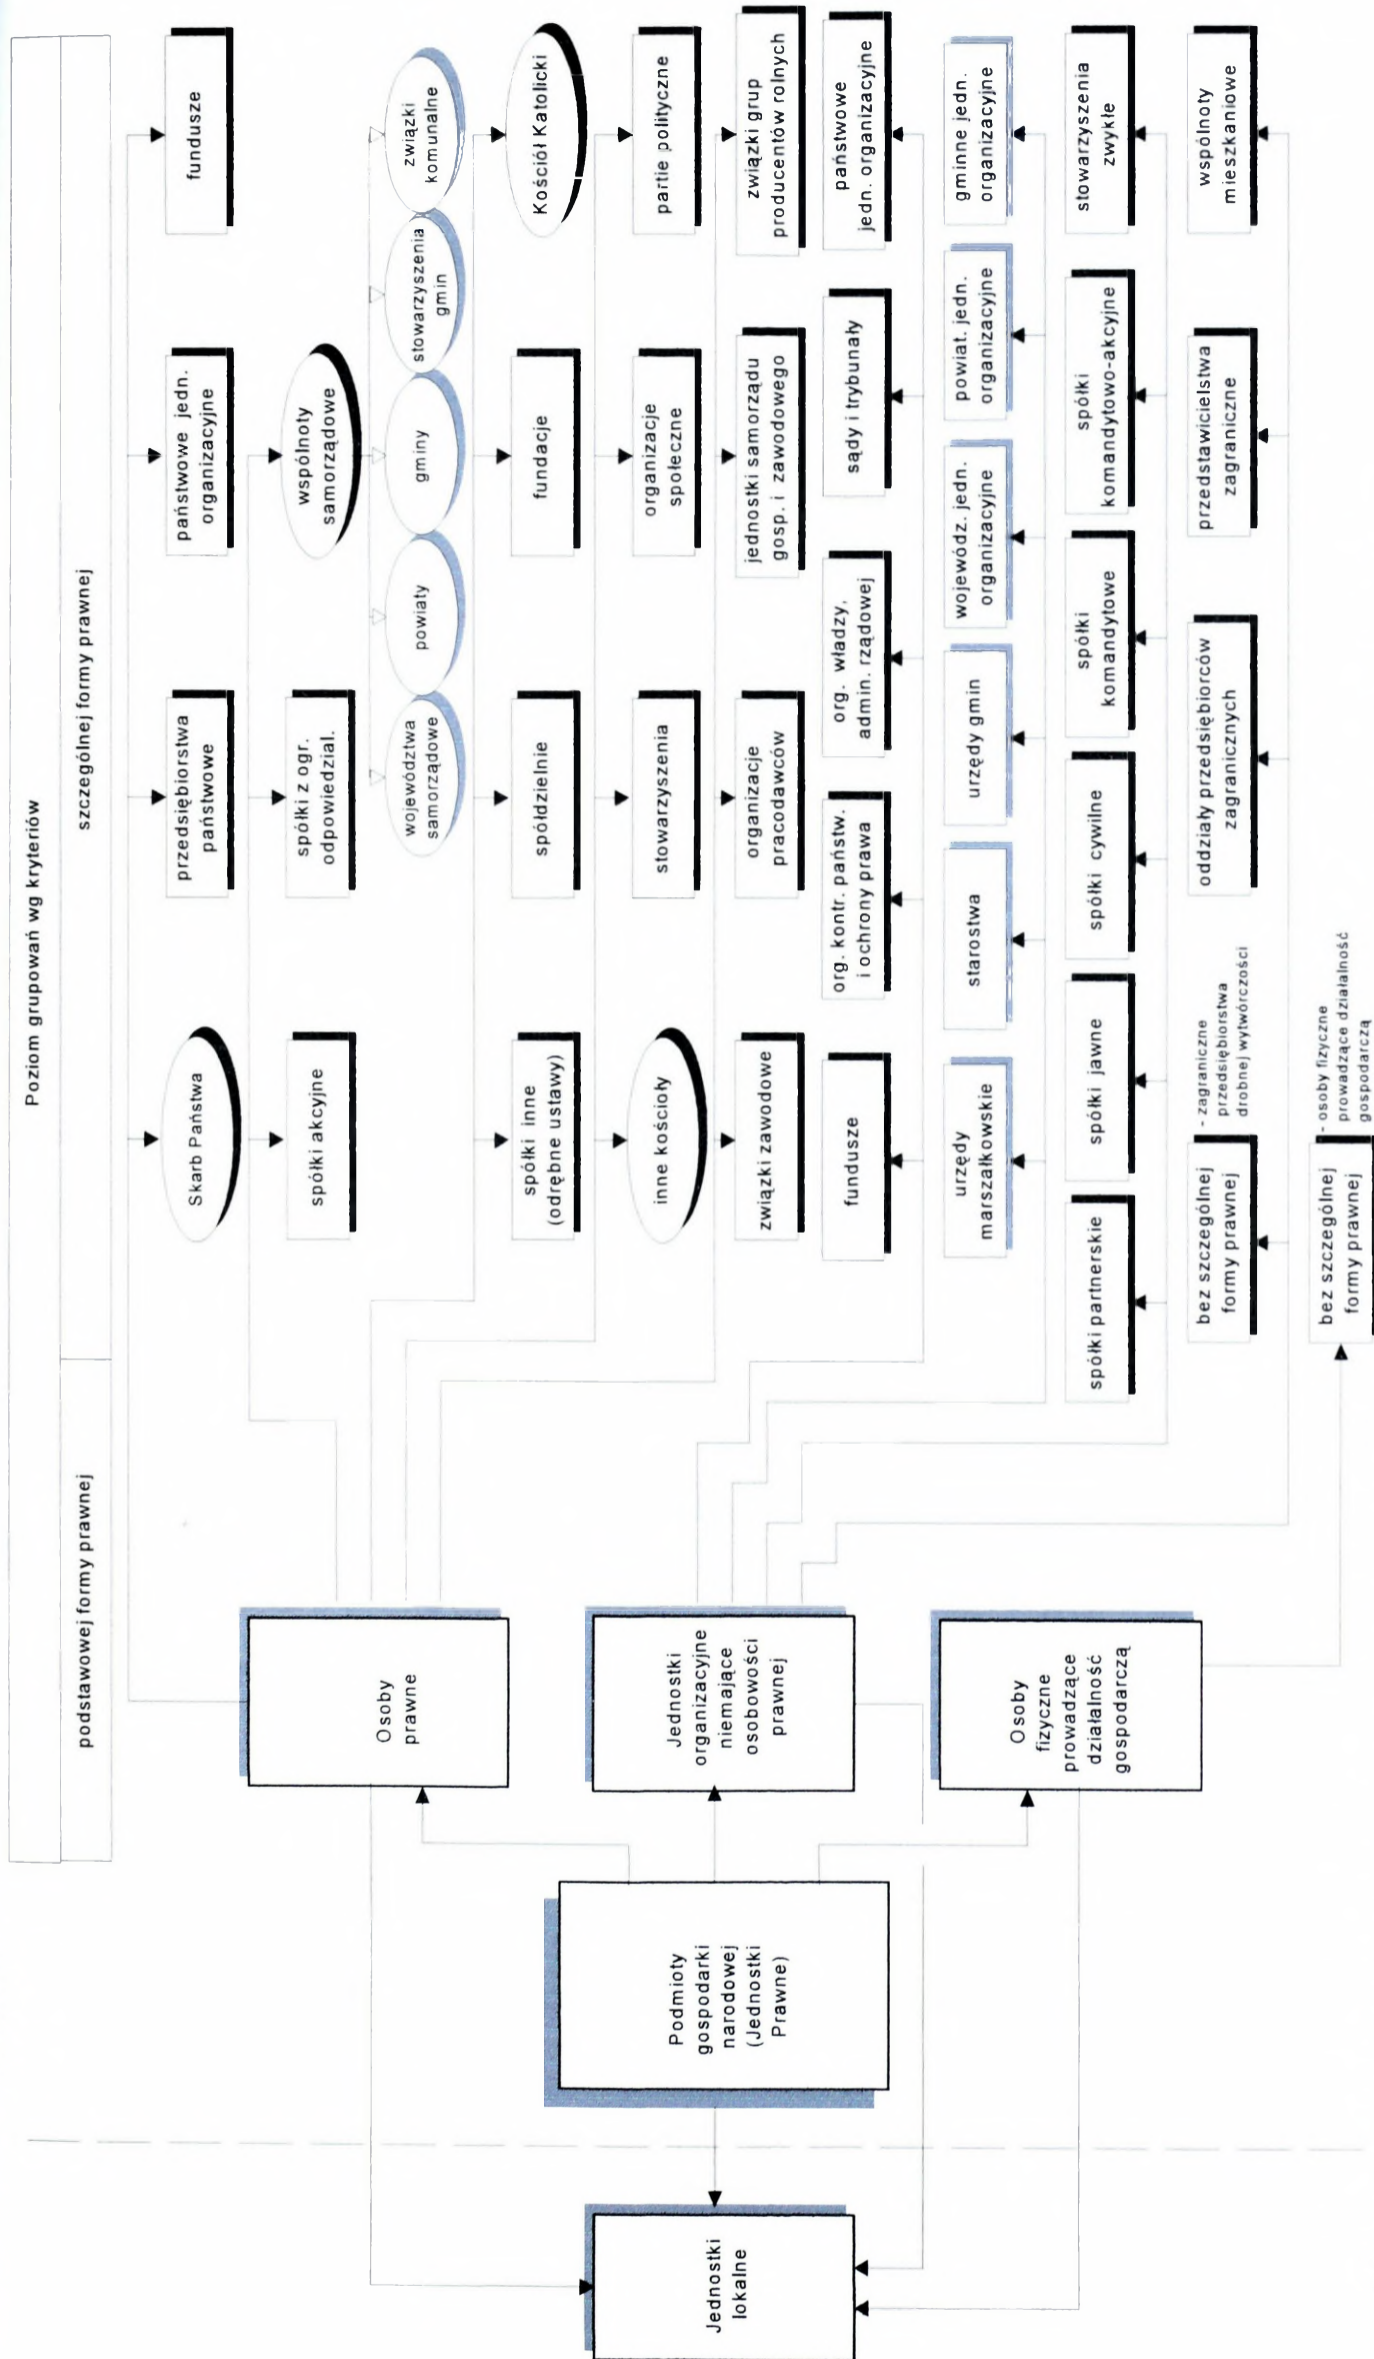 Poziom grupowań wg kryteriów
podstawowej formy prawnej
szczególnej formy prawnej
Skarb Państwa
przedsiębiorstwa
państwowe
państwowe jedn.
organizacyjne
fundusze
spółki akcyjne
spółki z ogr.
odpowiedzial.
wspólnoty
samorządowe
województwa
samorządowe
powiaty
gminy
stowarzyszenia
gmin
związki
komunalne
spółki inne
(odrębne ustawy)
spółdzielnie
fundacje
Kościół Katolicki
inne kościoły
stowarzyszenia
organizacje
społeczne
partie polityczne
związki zawodowe
organizacje
pracodawców
jednostki samorządu
gosp. i zawodowego
związki grup
producentów rolnych
fundusze
org. kontr. państw.
i ochrony prawa
org. władzy,
admin. rządowej
sądy i trybunały
państwowe
jedn. organizacyjne
urzędy
marszałkowskie
starostwa
urzędy gmin
wojewódz. jedn.
organizacyjne
powiat. jedn.
organizacyjne
gminne jedn.
organizacyjne
spółki partnerskie
spółki jawne
spółki cywilne
spółki
komandytowe
spółki
komandytowo-akcyjne
stowarzyszenia
zwykłe
bez szczególnej
formy prawnej
- zagraniczne
przedsiębiorstwa
drobnej wytwórczości
oddziały przedsiębiorców
zagranicznych
przedstawicielstwa
zagraniczne
wspólnoty
mieszkaniowe
bez szczególnej
formy prawnej
- osoby fizyczne
prowadzące działalność
gospodarczą
Osoby
prawne
Jednostki
organizacyjne
niemające
osobowości
prawnej
Osoby
fizyczne
prowadzące
działalność
gospodarczą
Podmioty
gospodarki
narodowej
(Jednostki
Prawne)
Jednostki
lokalne